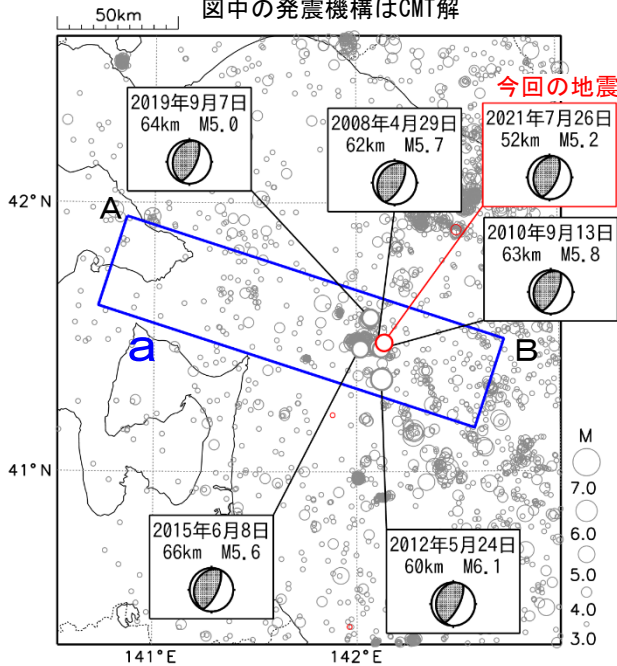 図中の発震機構はCMT解
50km
今回の地震
2019年9月7日
64km M5.0
2008年4月29日
62km M5.7
2021年7月26日
52km M5.2
42°N
A
2010年9月13日
63km M5.8
a
B
41°N
M
7.0
6.0
5.0
4.0
3.0
2015年6月8日
66km M5.6
2012年5月24日
60km M6.1
141°E
142°E